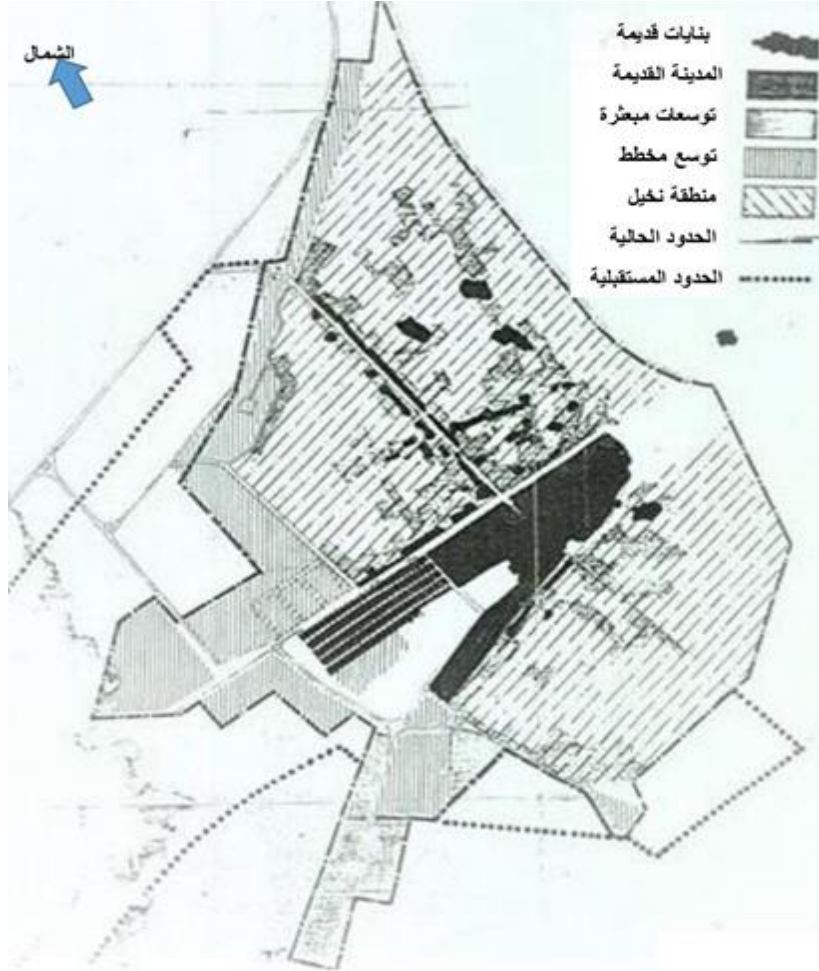 الشمال
بنايات قديمة
المدينة القديمة
توسعات مبعثرة
توسع مخطط
منطقة نخيل
الحدود الحالية
الحدود المستقبلية